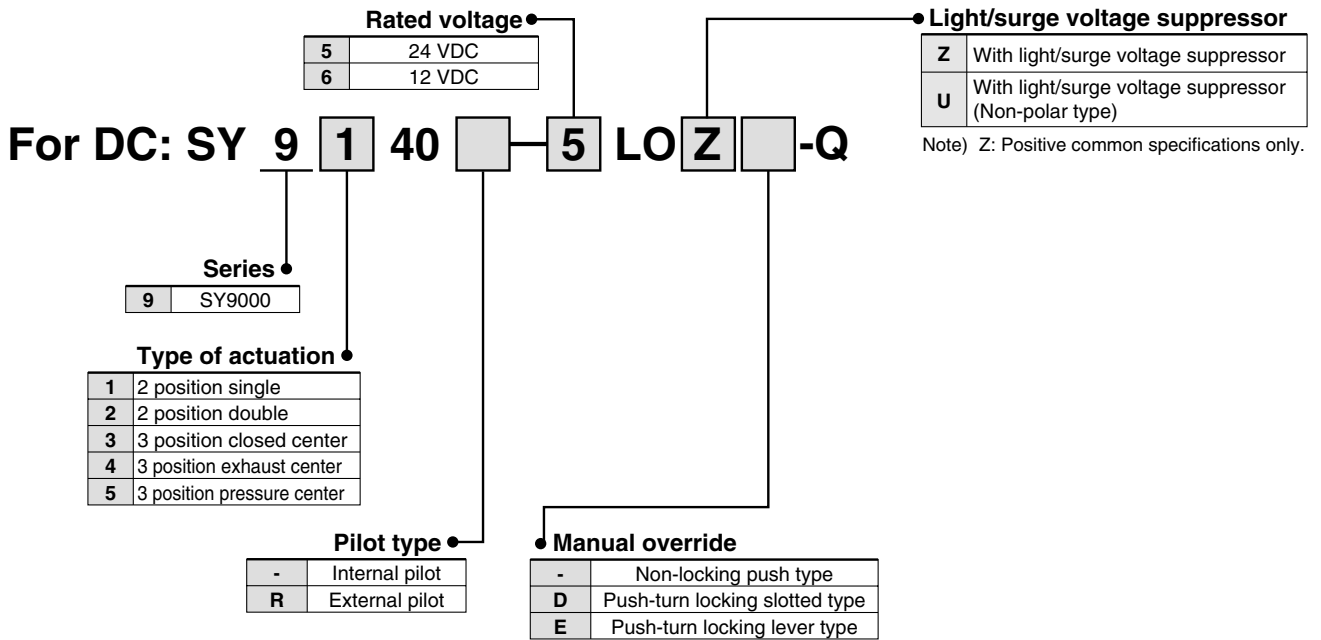 Rated voltage
5 24 VDC
6 12 VDC
Light/surge voltage suppressor
Z With light/surge voltage suppressor
U With light/surge voltage suppressor
(Non-polar type)
Note) Z: Positive common specifications only.
For DC: SY 9 1 40 - 5 LO Z -Q
Series
9 SY9000
Type of actuation
1 2 position single
2 2 position double
3 3 position closed center
4 3 position exhaust center
5 3 position pressure center
Pilot type
- Internal pilot
R External pilot
Manual override
- Non-locking push type
D Push-turn locking slotted type
E Push-turn locking lever type